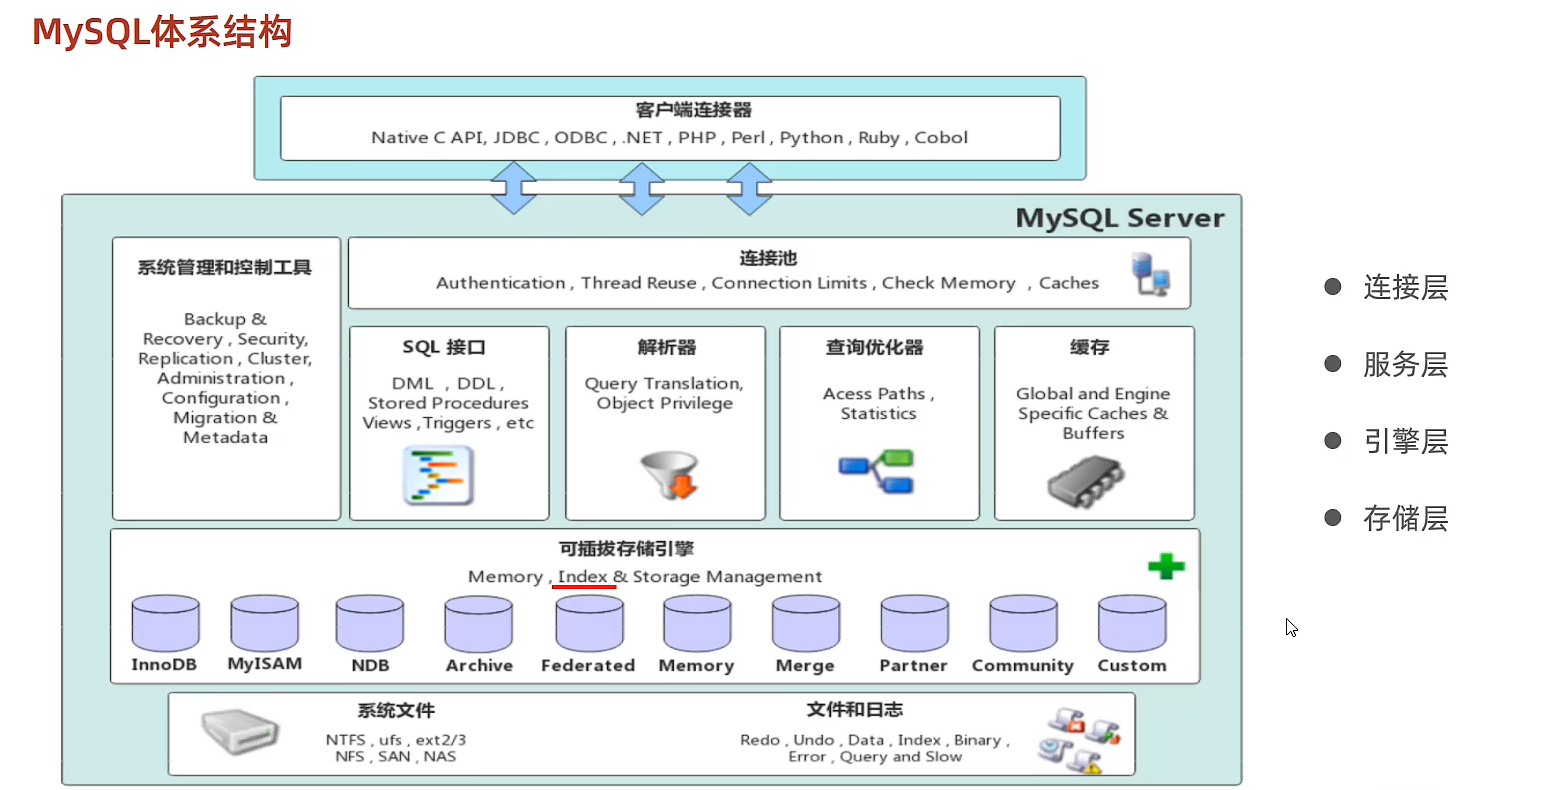 MySQL体系结构
客户端连接器
Native C API, JDBC , ODBC , .NET , PHP , Perl , Python , Ruby , Cobol
MySQL Server
系统管理和控制工具
Backup &
Recovery , Security,
Replication , Cluster,
Administration ,
Configuration ,
Migration &
Metadata
连接池
Authentication , Thread Reuse , Connection Limits , Check Memory , Caches
SQL 接口
DML , DDL ,
Stored Procedures
Views ,Triggers , etc
解析器
Query Translation,
Object Privilege
查询优化器
Acess Paths ,
Statistics
缓存
Global and Engine
Specific Caches &
Buffers
可插拔存储引擎
Memory , Index & Storage Management
InnoDB MyISAM NDB Archive Federated Memory Merge Partner Community Custom
系统文件
NTFS , ufs , ext2/3
NFS , SAN , NAS
文件和日志
Redo , Undo , Data , Index , Binary ,
Error , Query and Slow
● 连接层
● 服务层
● 引擎层
● 存储层